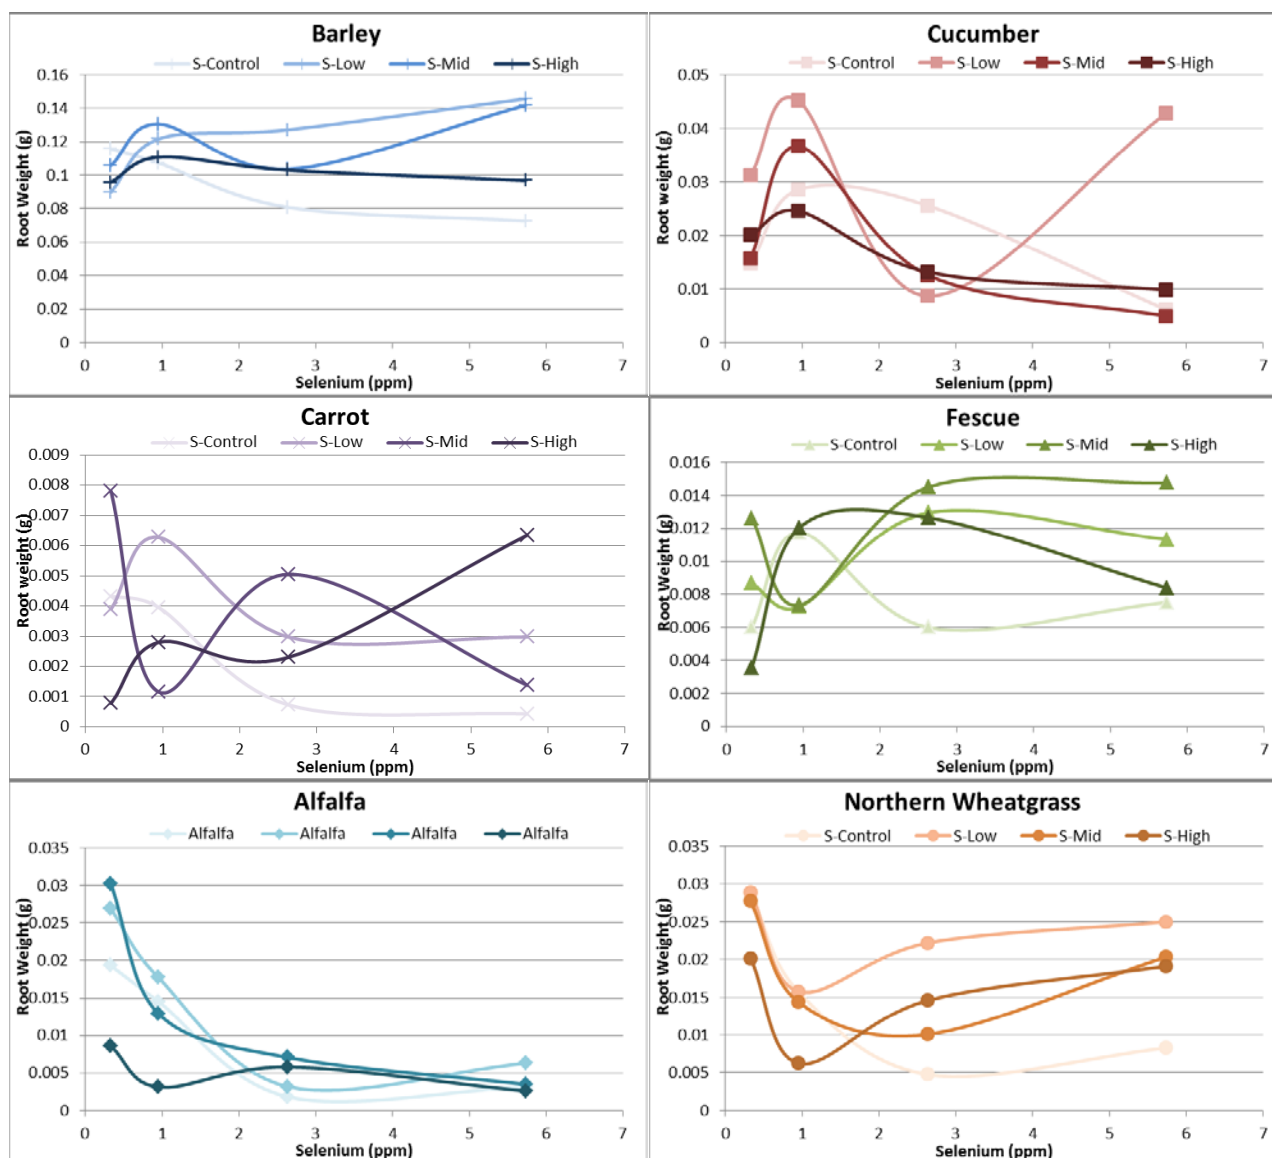 Barley
S-Control S-Low S-Mid S-High
0.16
0.14
0.12
0.1
0.08
0.06
0.04
0.02
0
Root Weight (g)
0 1 2 3 4 5 6 7
Selenium (ppm)
Cucumber
S-Control S-Low S-Mid S-High
0.05
0.04
0.03
0.02
0.01
0
Root weight (g)
0 1 2 3 4 5 6 7
Selenium (ppm)
Carrot
S-Control S-Low S-Mid S-High
0.009
0.008
0.007
0.006
0.005
0.004
0.003
0.002
0.001
0
Root weight (g)
0 1 2 3 4 5 6 7
Selenium (ppm)
Fescue
S-Control S-Low S-Mid S-High
0.016
0.014
0.012
0.01
0.008
0.006
0.004
0.002
0
Root Weight (g)
0 1 2 3 4 5 6 7
Selenium (ppm)
Alfalfa
Alfalfa Alfalfa Alfalfa Alfalfa
0.035
0.03
0.025
0.02
0.015
0.01
0.005
0
Root Weight (g)
0 1 2 3 4 5 6 7
Selenium (ppm)
Northern Wheatgrass
S-Control S-Low S-Mid S-High
0.035
0.03
0.025
0.02
0.015
0.01
0.005
0
Root Weight (g)
0 1 2 3 4 5 6 7
Selenium (ppm)